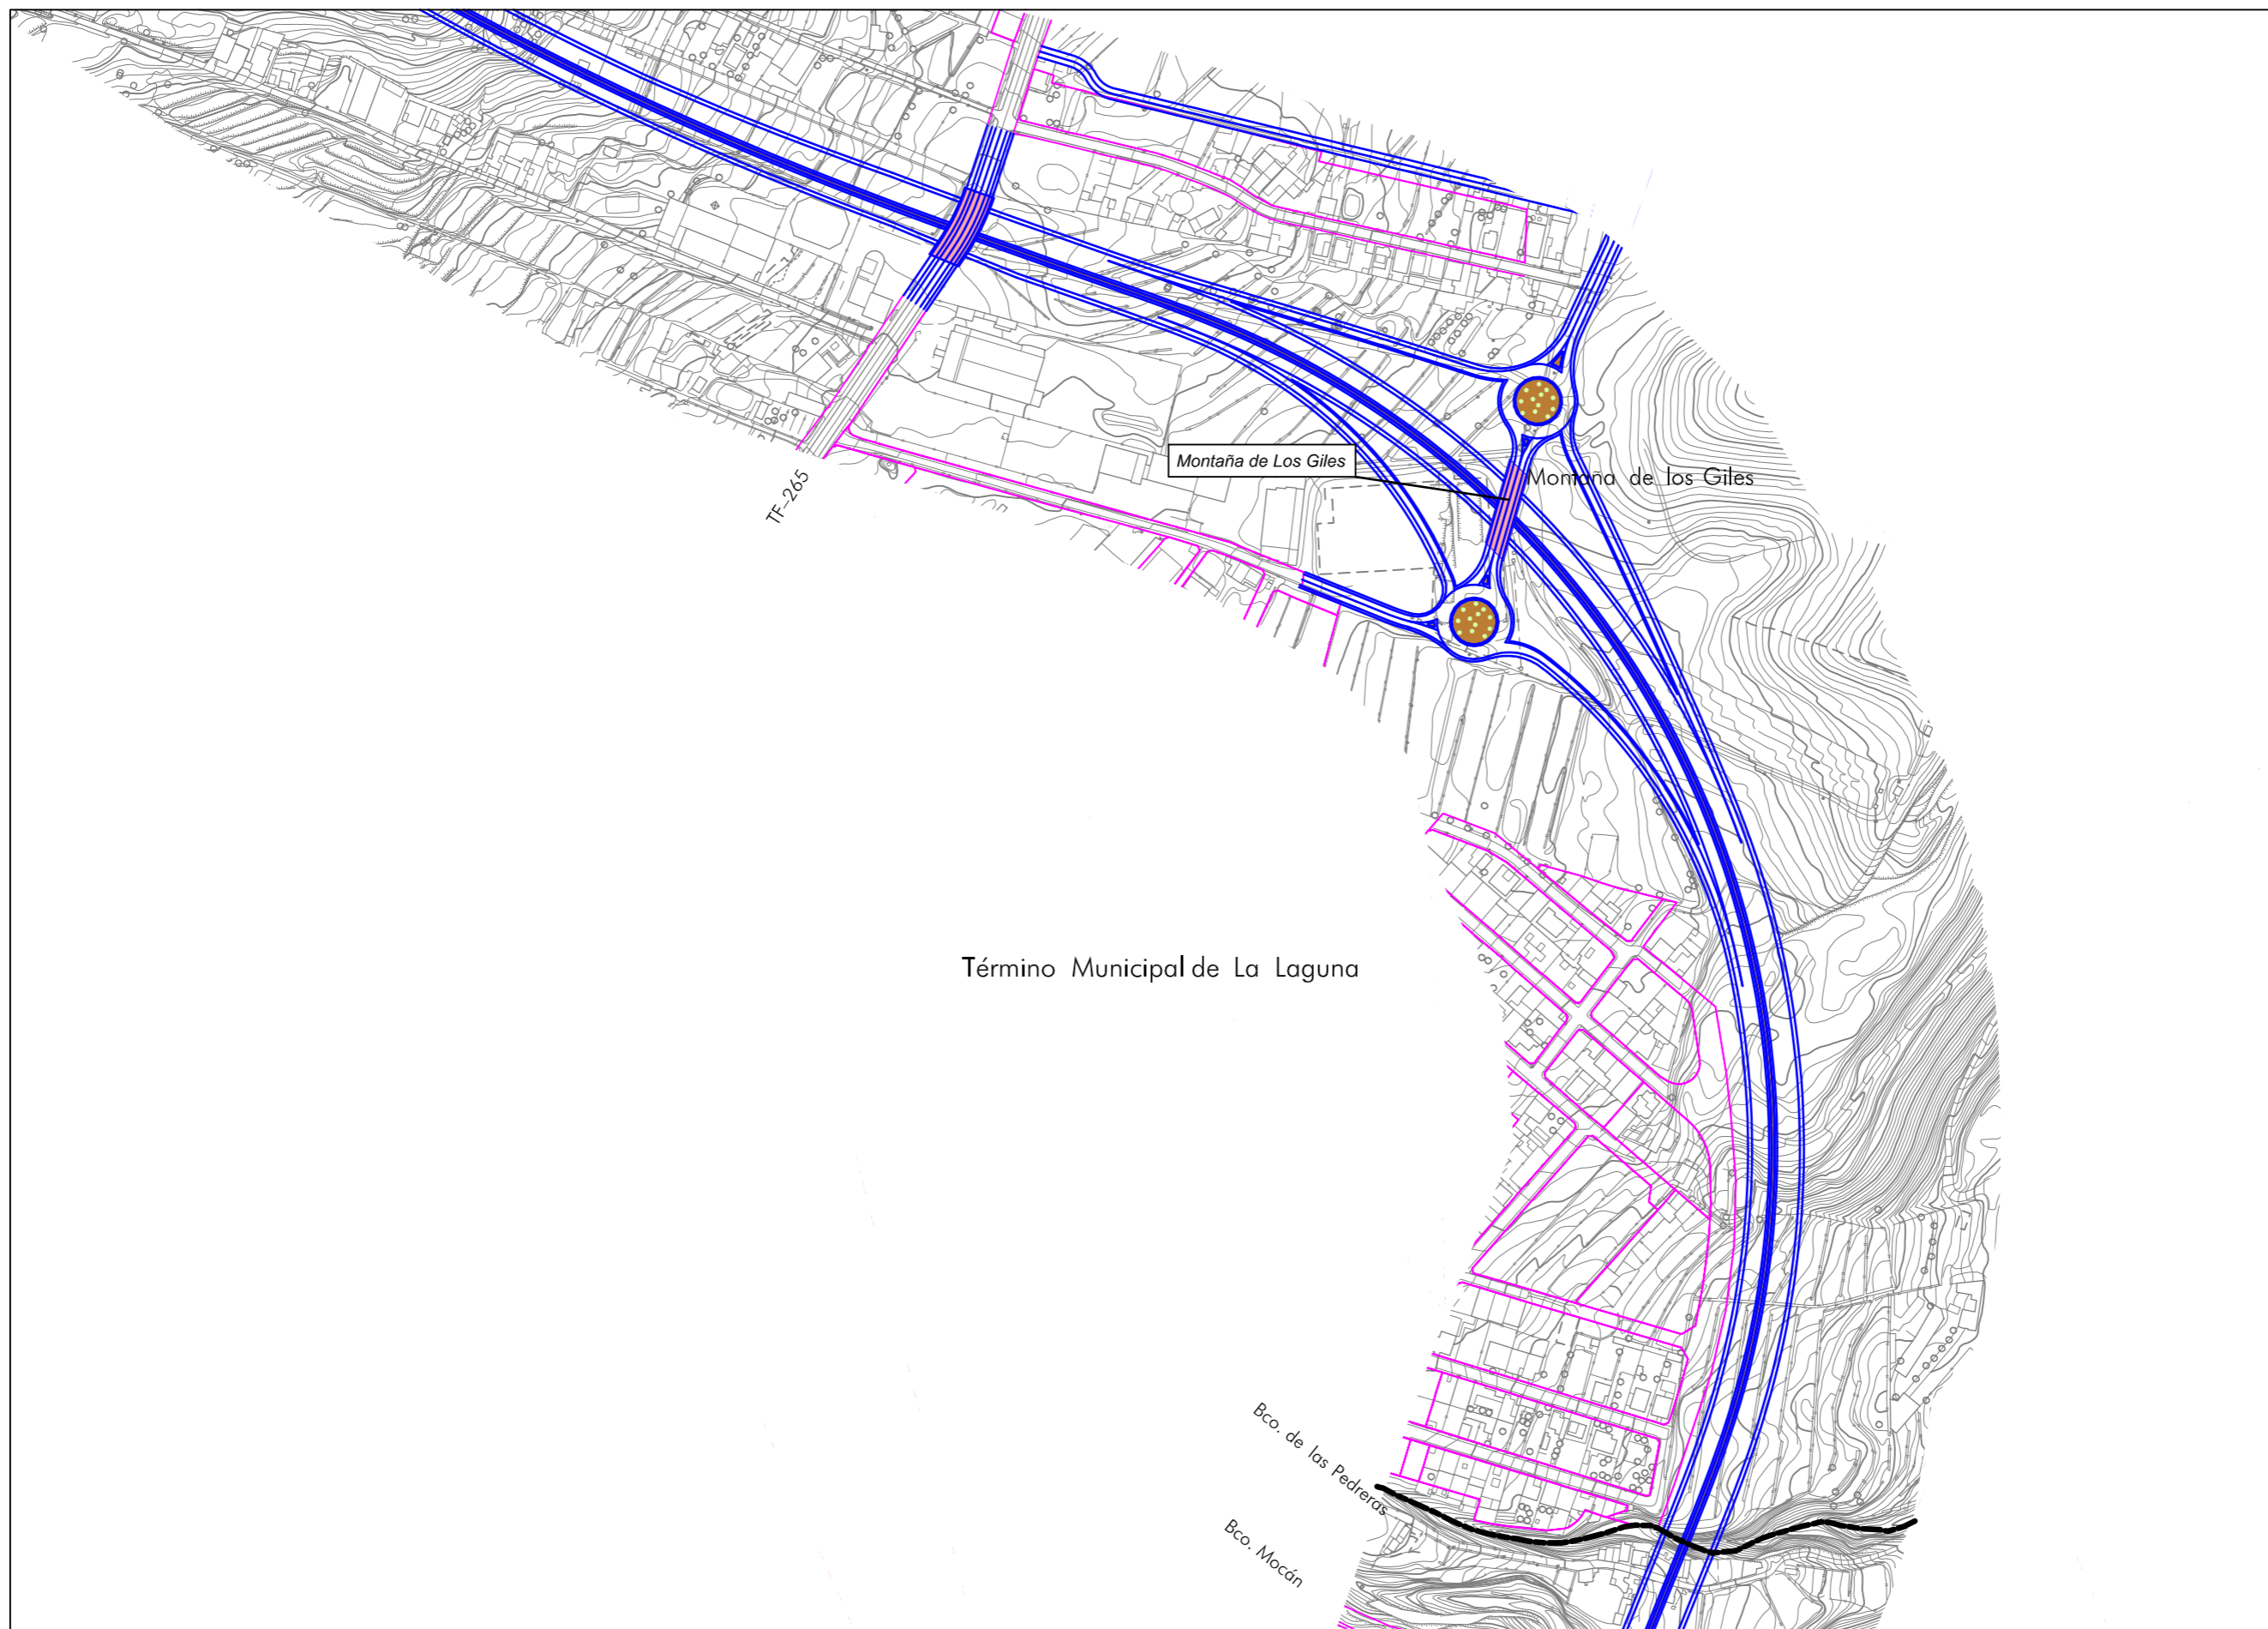 Montaña de Los Giles
Montaña de los Giles
TF-265
Término Municipal de La Laguna
Bco. de las Pedreras
Bco. Mocán